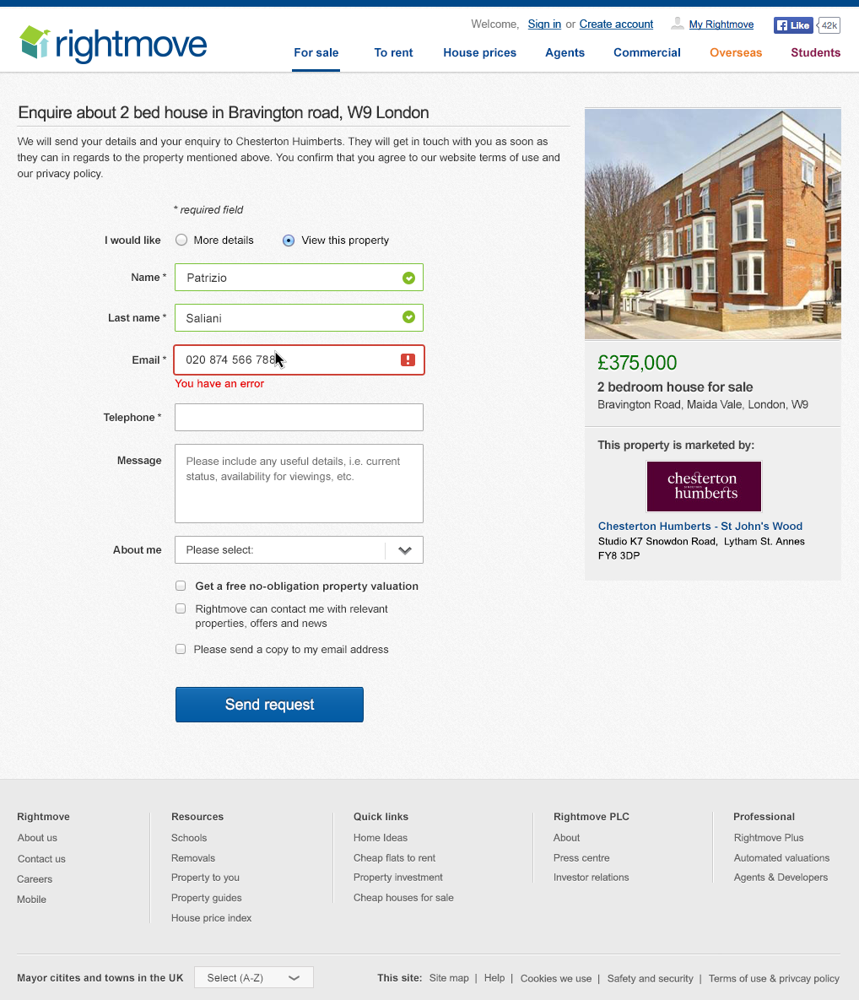 Welcome, Sign in or Create account My Rightmove Like 42k
rightmove
For sale To rent House prices Agents Commercial Overseas Students
Enquire about 2 bed house in Bravington road, W9 London
We will send your details and your enquiry to Chesterton Huimberts. They will get in touch with you as soon as
they can in regards to the property mentioned above. You confirm that you agree to our website terms of use and
our privacy policy.
* required field
I would like More details View this property
Name * Patrizio
Last name * Saliani
Email * 020 874 566 788
You have an error
Telephone *
Message Please include any useful details, i.e. current
status, availability for viewings, etc.
About me Please select:
Get a free no-obligation property valuation
Rightmove can contact me with relevant
properties, offers and news
Please send a copy to my email address
Send request
£375,000
2 bedroom house for sale
Bravington Road, Maida Vale, London, W9
This property is marketed by:
chesterton
humberts
Chesterton Humberts - St John's Wood
Studio K7 Snowdon Road, Lytham St. Annes
FY8 3DP
Rightmove
About us
Contact us
Careers
Mobile
Resources
Schools
Removals
Property to you
Property guides
House price index
Quick links
Home Ideas
Cheap flats to rent
Property investment
Cheap houses for sale
Rightmove PLC
About
Press centre
Investor relations
Professional
Rightmove Plus
Automated valuations
Agents & Developers
Mayor citites and towns in the UK Select (A-Z)
This site: Site map | Help | Cookies we use | Safety and security | Terms of use & privcay policy